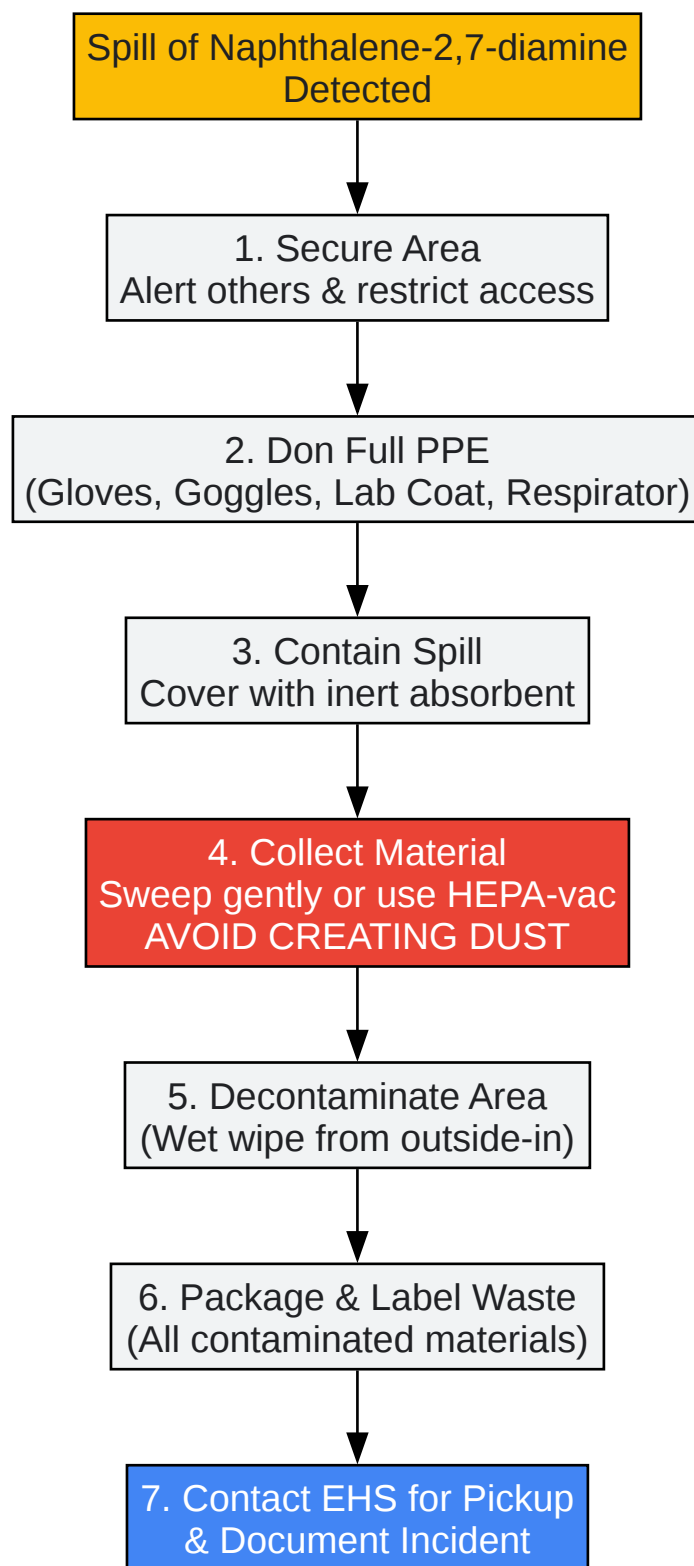 Spill of Naphthalene-2,7-diamine
Detected
1. Secure Area
Alert others & restrict access
2. Don Full PPE
(Gloves, Goggles, Lab Coat, Respirator)
3. Contain Spill
Cover with inert absorbent
4. Collect Material
Sweep gently or use HEPA-vac
AVOID CREATING DUST
5. Decontaminate Area
(Wet wipe from outside-in)
6. Package & Label Waste
(All contaminated materials)
7. Contact EHS for Pickup
& Document Incident